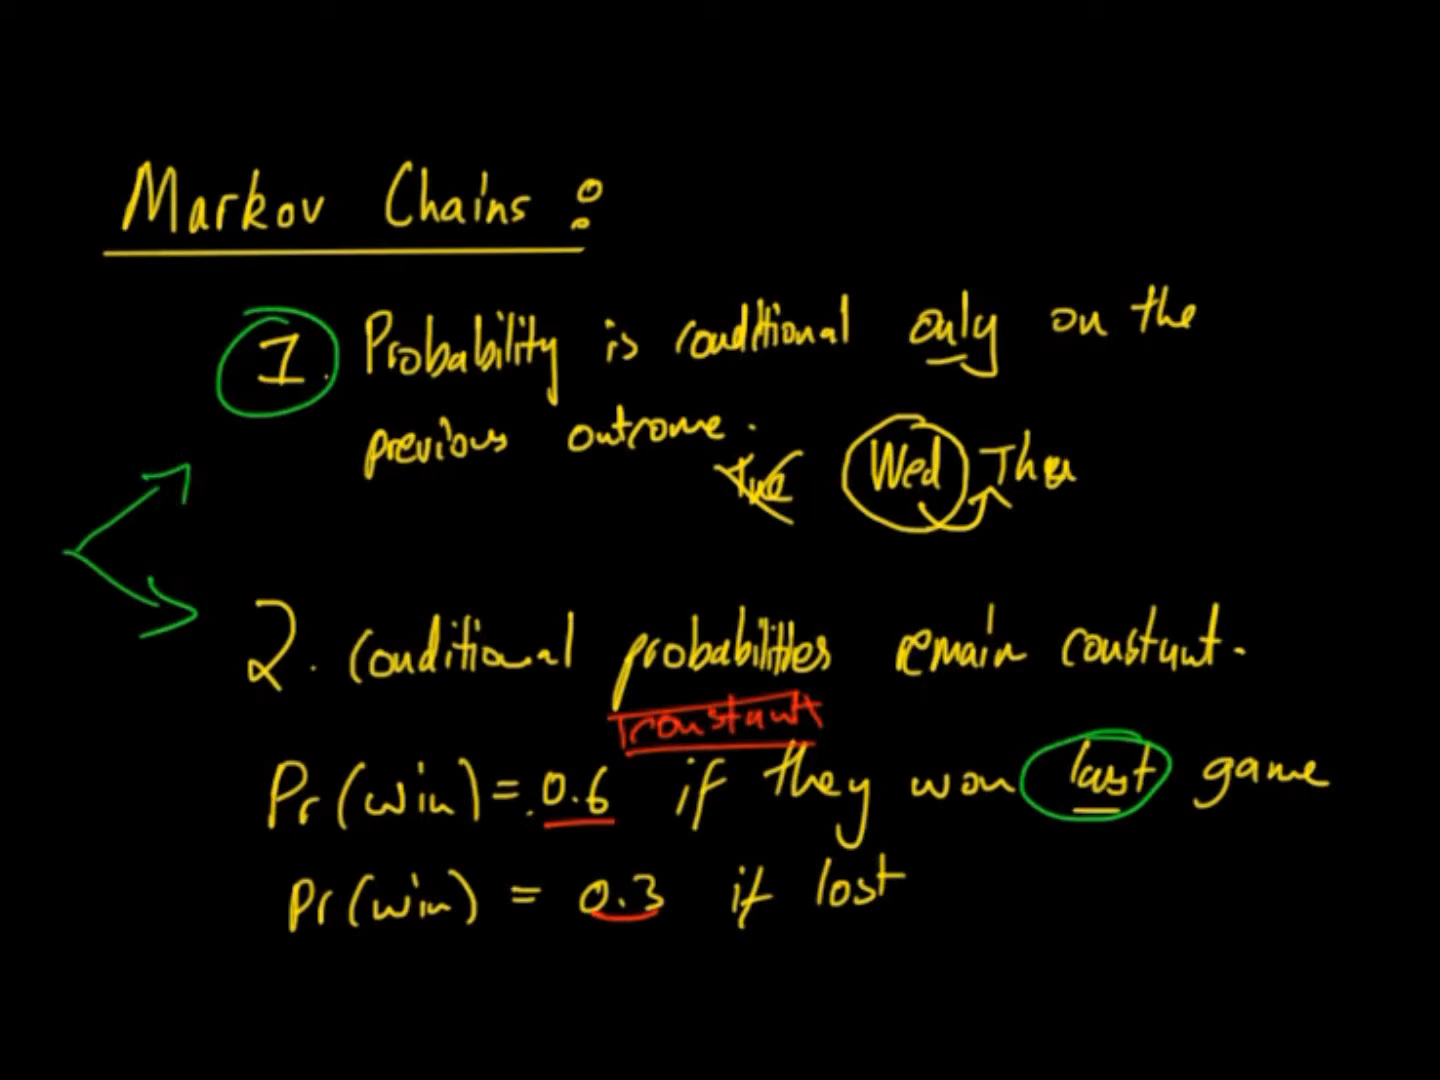 Markov Chains :
1. Probability is conditional only on the
previous outcome.
Tue Wed Thu
2. Conditional probabilities remain constant.
constant
Pr(win) = 0.6 if they won last game
Pr(win) = 0.3 if lost